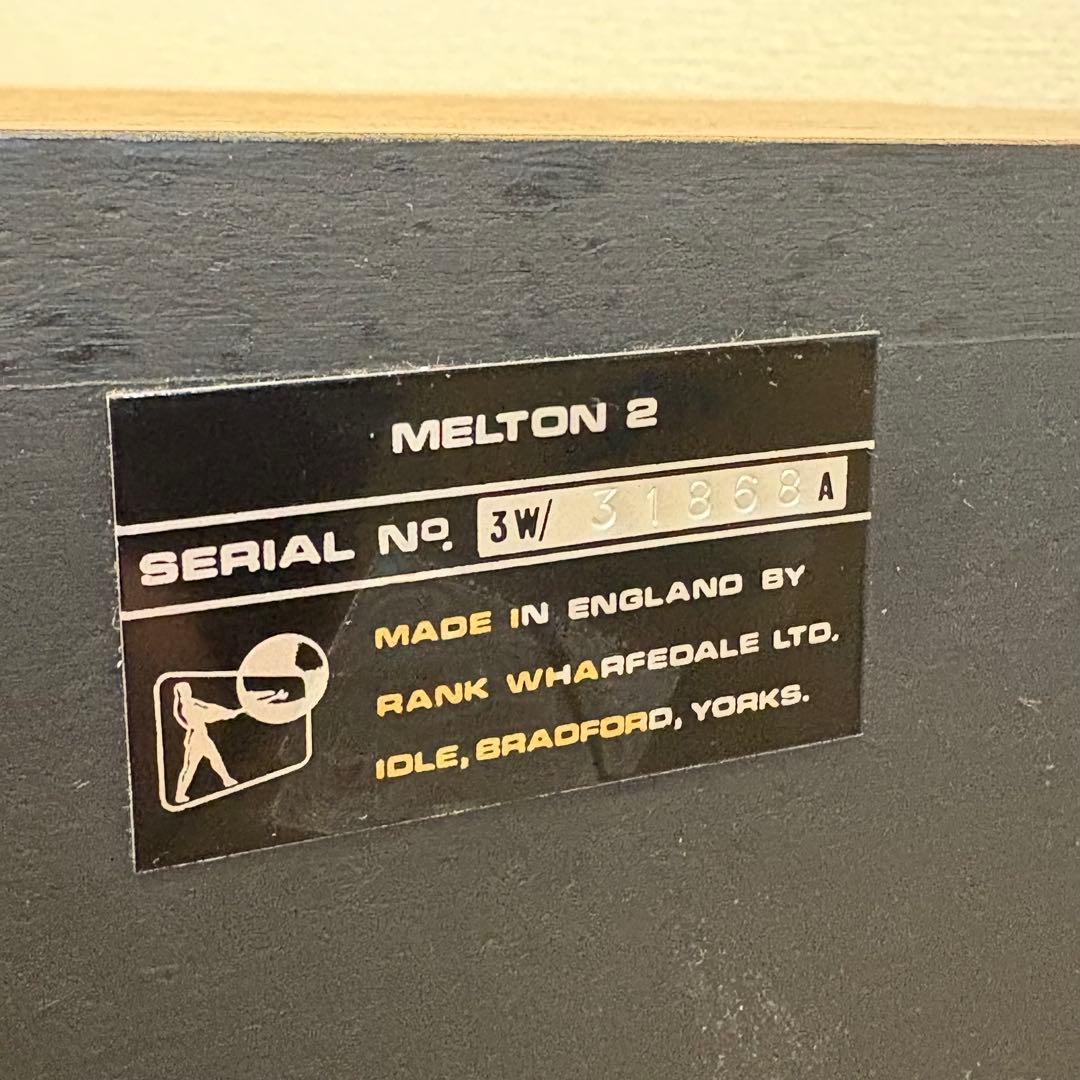 MELTON 2
SERIAL No. 3W/ 31868 A
MADE IN ENGLAND BY
RANK WHARFEDALE LTD.
IDLE, BRADFORD, YORKS.